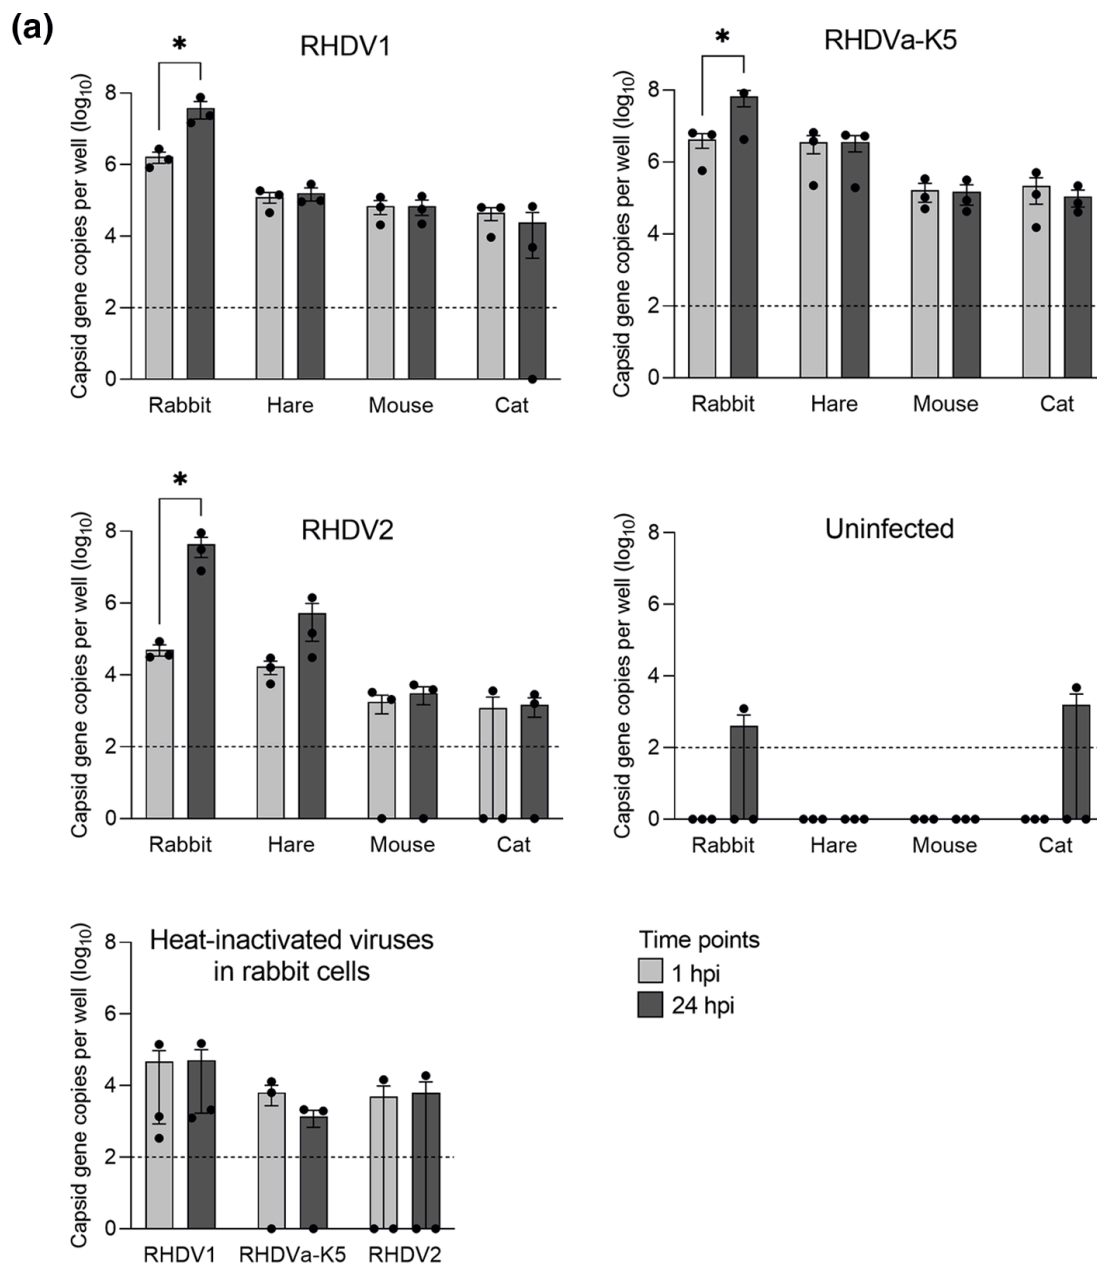 (a)
RHDV1
*
Capsid gene copies per well (log10)
8
6
4
2
0
Rabbit Hare Mouse Cat
RHDVa-K5
*
Capsid gene copies per well (log10)
8
6
4
2
0
Rabbit Hare Mouse Cat
RHDV2
*
Capsid gene copies per well (log10)
8
6
4
2
0
Rabbit Hare Mouse Cat
Uninfected
Capsid gene copies per well (log10)
8
6
4
2
0
Rabbit Hare Mouse Cat
Heat-inactivated viruses
in rabbit cells
Capsid gene copies per well (log10)
8
6
4
2
0
RHDV1 RHDVa-K5 RHDV2
Time points
1 hpi
24 hpi